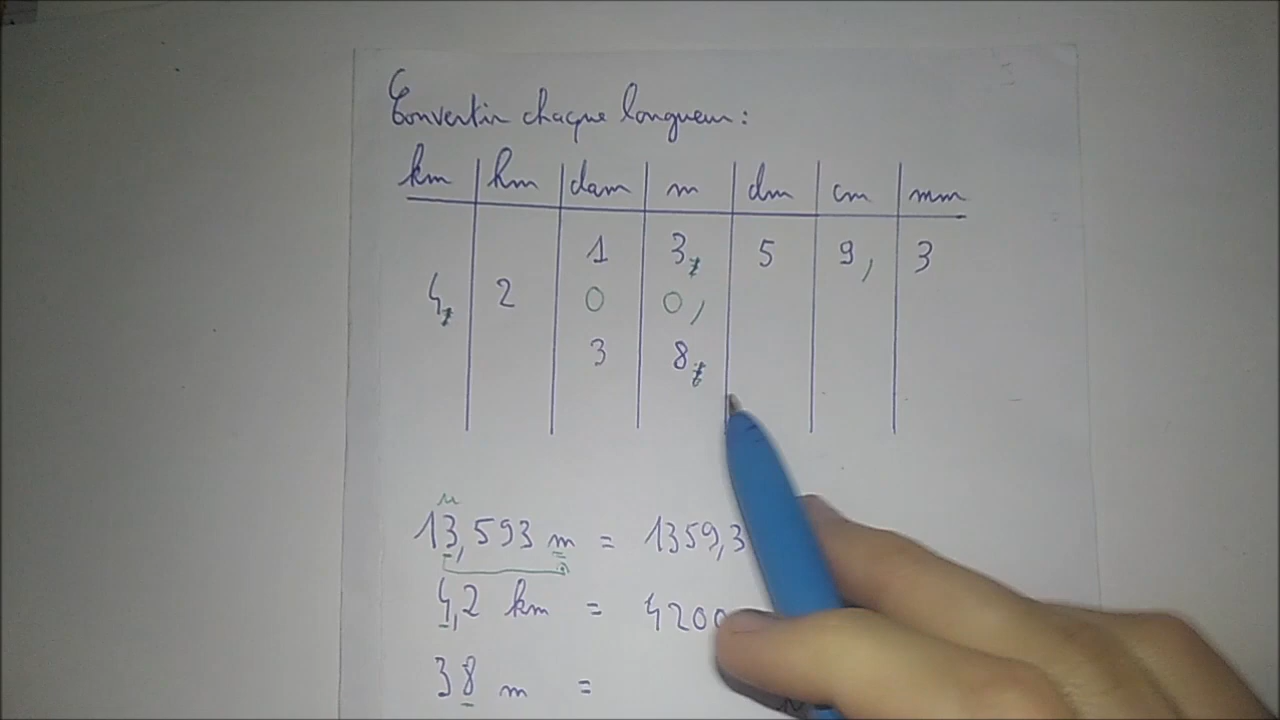 Convertir chaque longueur :
km hm dam m dm cm mm
1 3, 5 9, 3
4, 2 0 0,
3 8,
u
13,593 m = 1359,3
4,2 km = 4200
38 m =